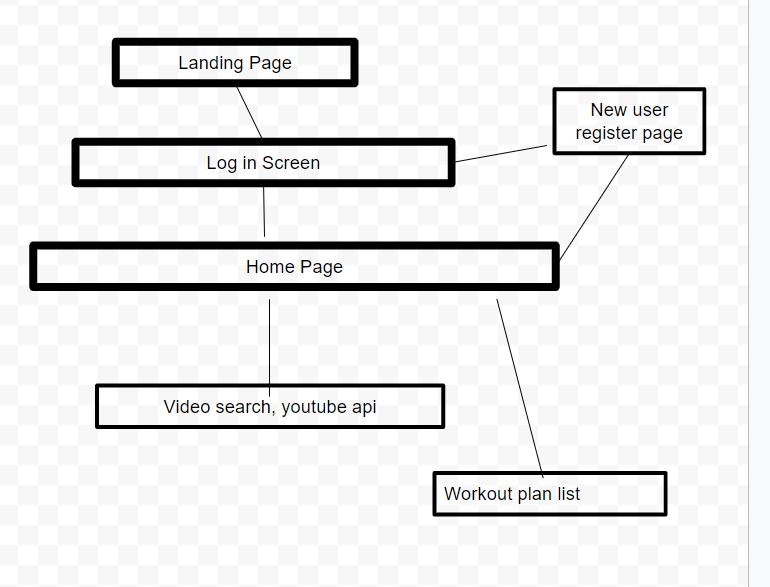 Landing Page
New user
register page
Log in Screen
Home Page
Video search, youtube api
Workout plan list